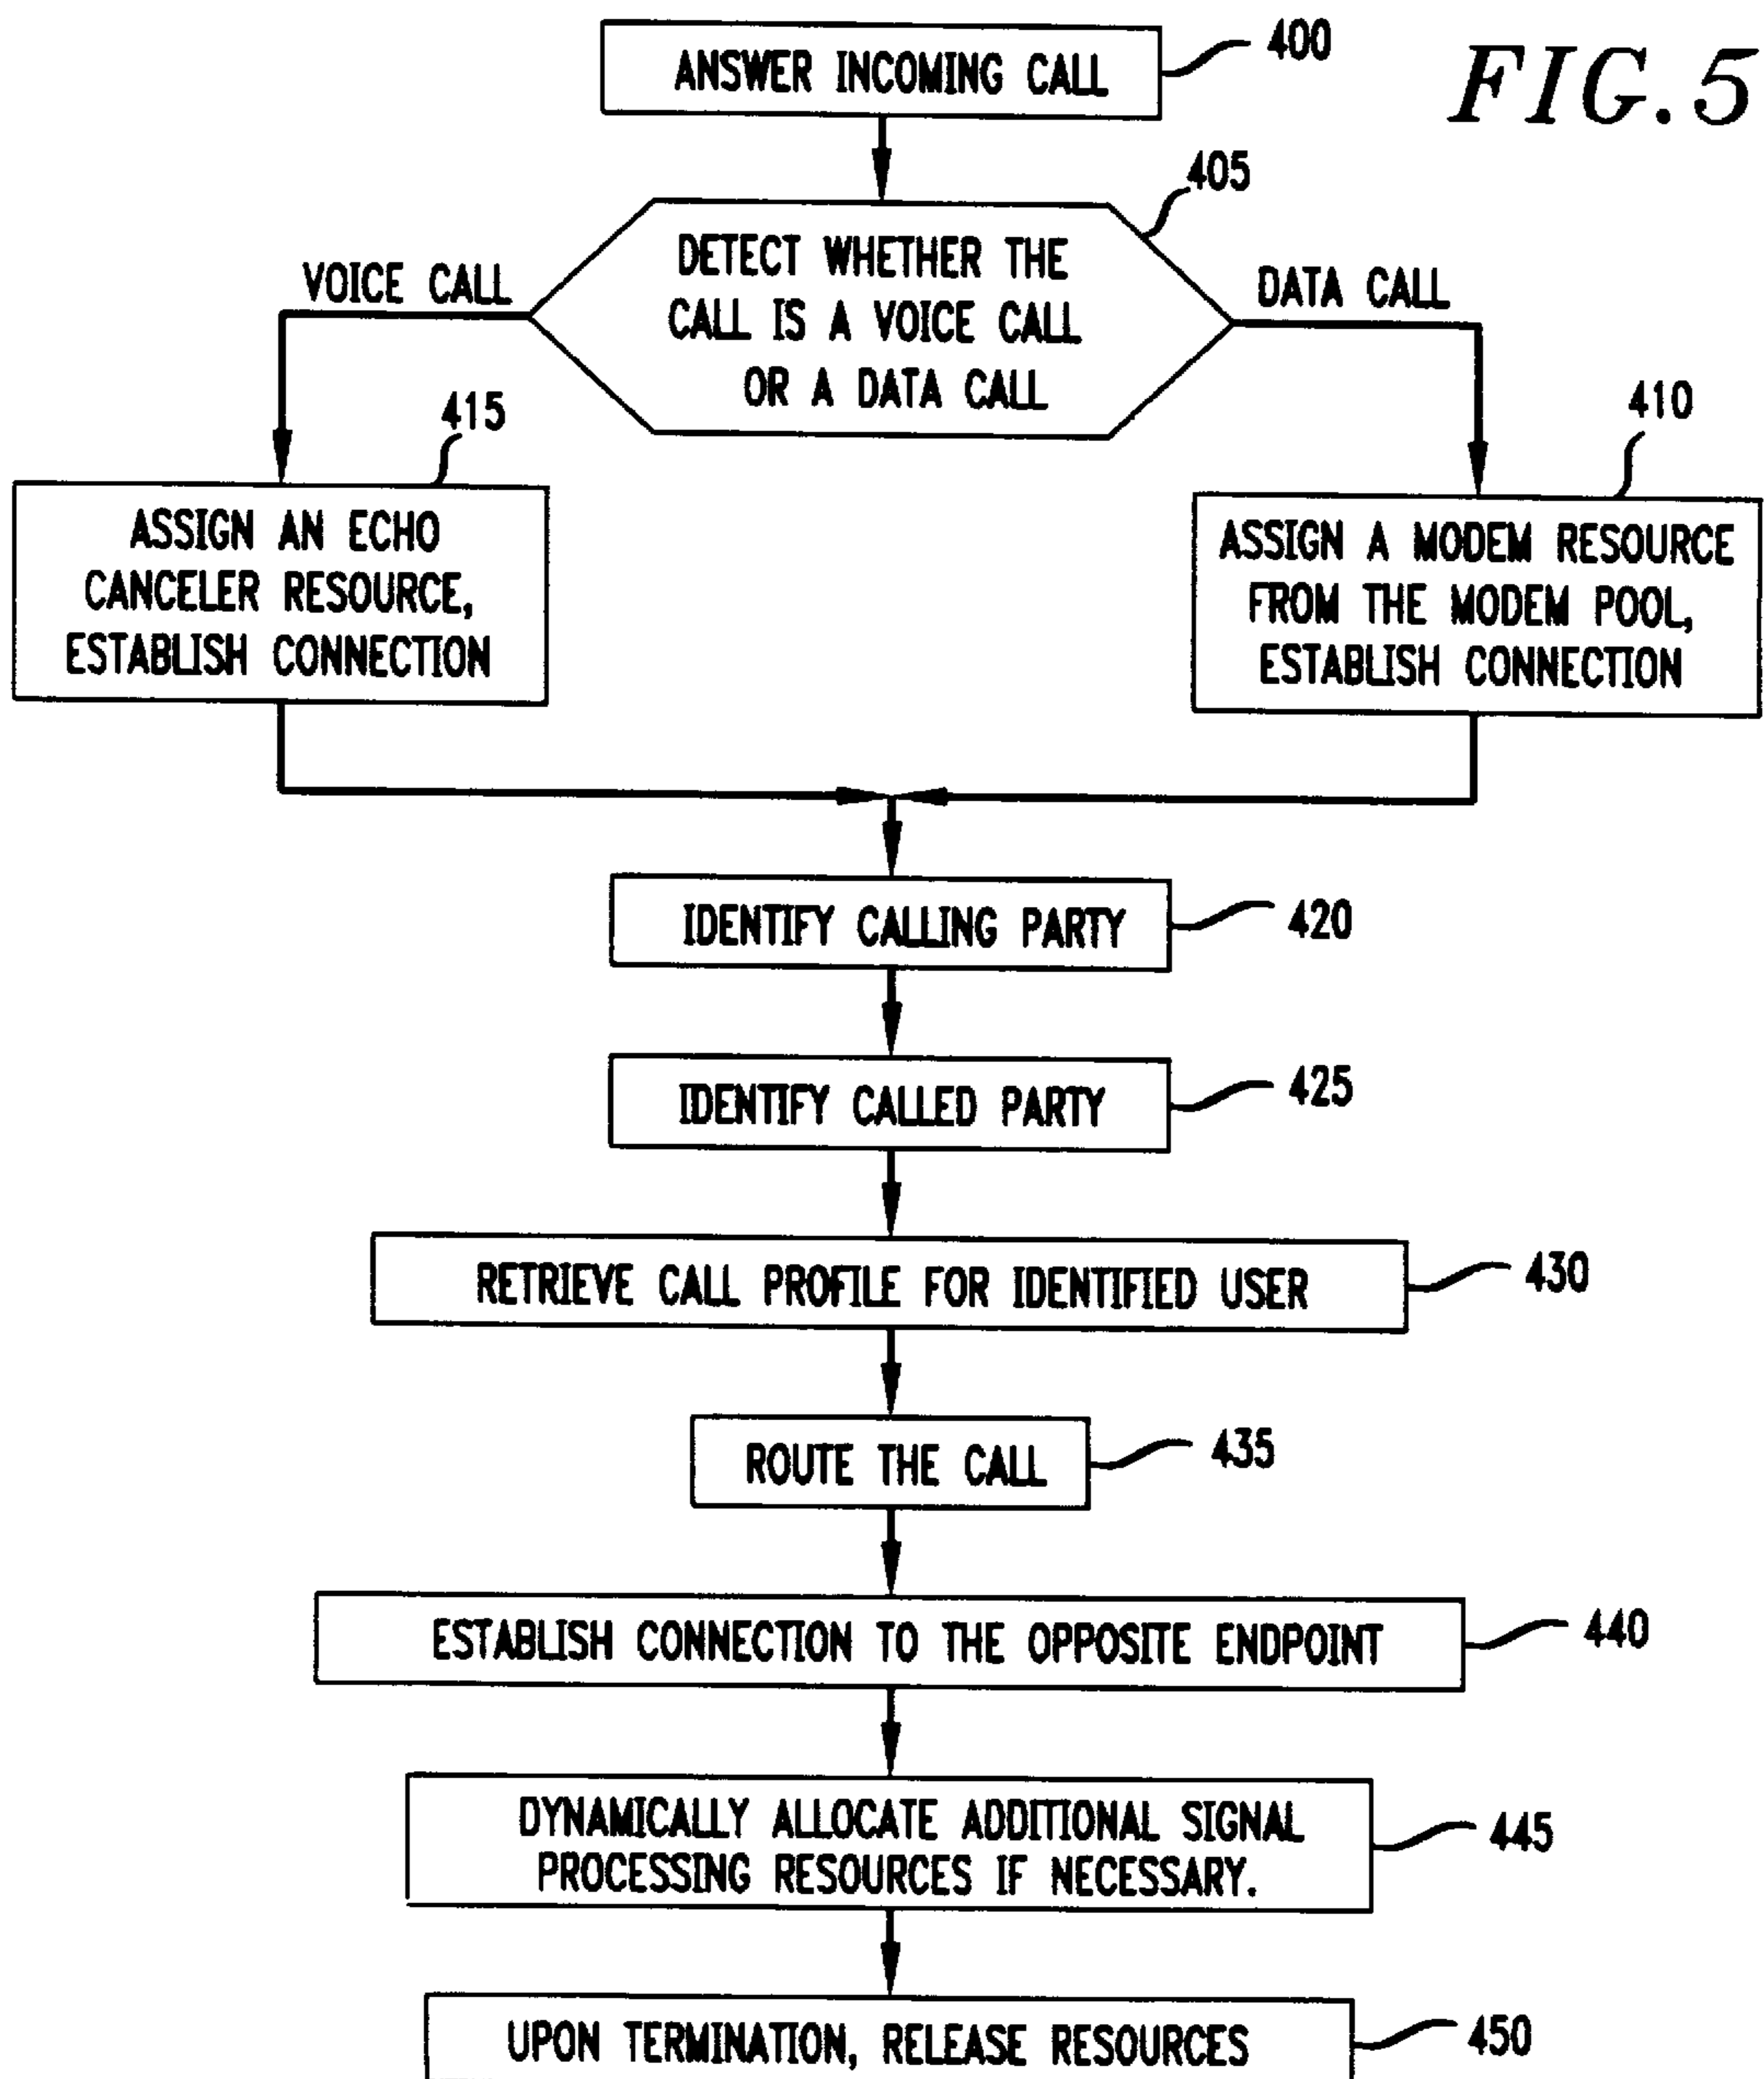 FIG. 5
ANSWER INCOMING CALL
400
DETECT WHETHER THE
CALL IS A VOICE CALL
OR A DATA CALL
405
VOICE CALL
DATA CALL
415
ASSIGN AN ECHO
CANCELER RESOURCE,
ESTABLISH CONNECTION
410
ASSIGN A MODEM RESOURCE
FROM THE MODEM POOL,
ESTABLISH CONNECTION
IDENTIFY CALLING PARTY
420
IDENTIFY CALLED PARTY
425
RETRIEVE CALL PROFILE FOR IDENTIFIED USER
430
ROUTE THE CALL
435
ESTABLISH CONNECTION TO THE OPPOSITE ENDPOINT
440
DYNAMICALLY ALLOCATE ADDITIONAL SIGNAL
PROCESSING RESOURCES IF NECESSARY.
445
UPON TERMINATION, RELEASE RESOURCES
450